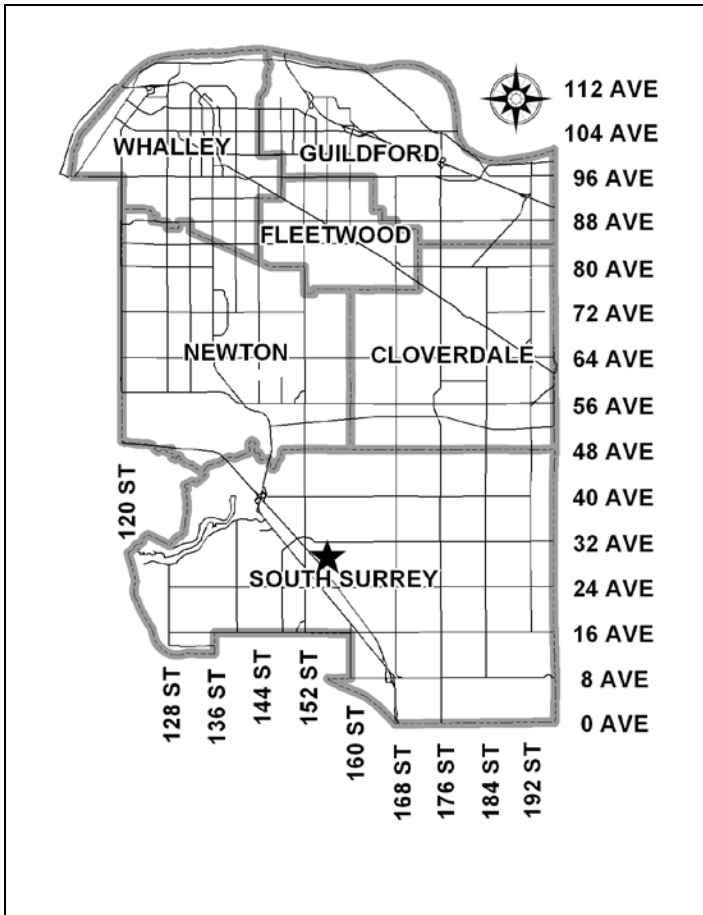 112 AVE
104 AVE
WHALLEY
GUILDFORD
96 AVE
88 AVE
FLEETWOOD
80 AVE
72 AVE
NEWTON
CLOVERDALE
64 AVE
56 AVE
48 AVE
120 ST
40 AVE
32 AVE
SOUTH SURREY
24 AVE
16 AVE
8 AVE
0 AVE
128 ST
136 ST
144 ST
152 ST
160 ST
168 ST
176 ST
184 ST
192 ST